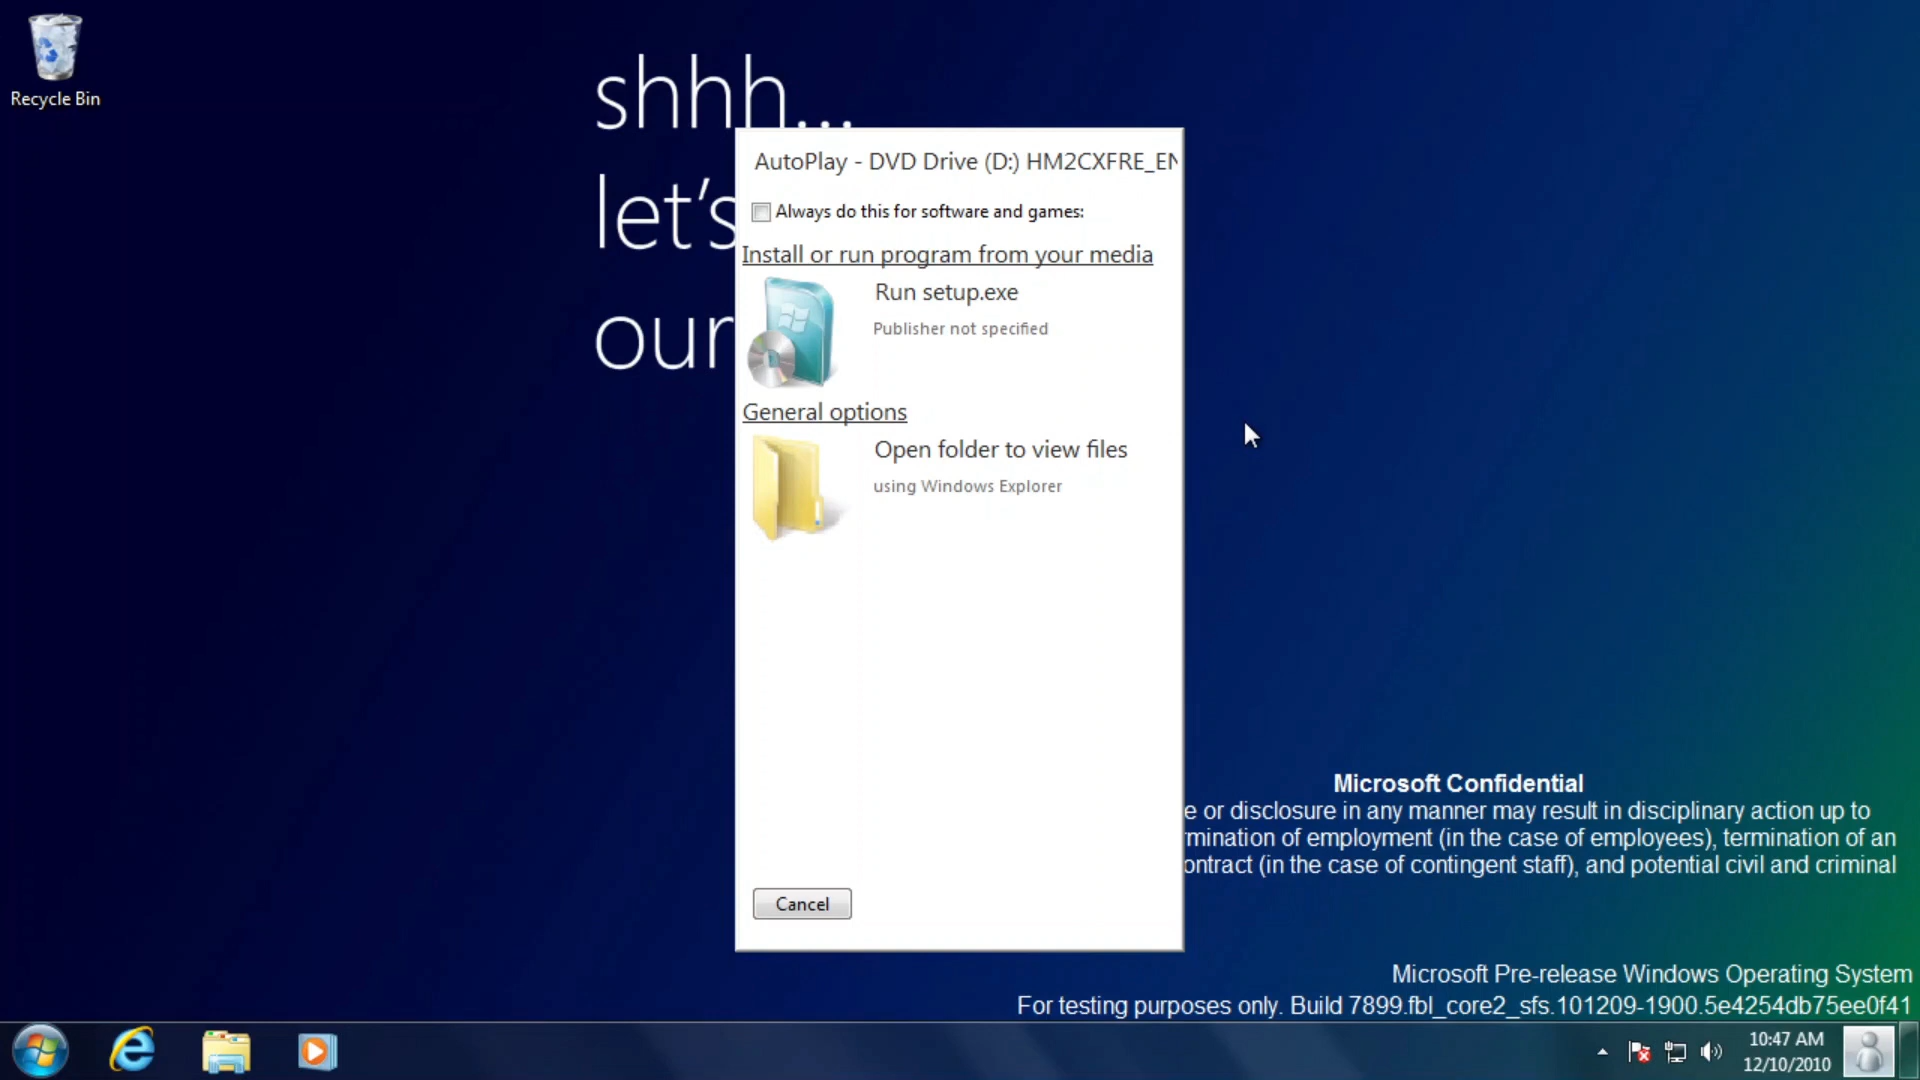 Recycle Bin
shhh...
let's
our
AutoPlay - DVD Drive (D:) HM2CXFRE_EN
Always do this for software and games:
Install or run program from your media
Run setup.exe
Publisher not specified
General options
Open folder to view files
using Windows Explorer
Cancel
Microsoft Confidential
e or disclosure in any manner may result in disciplinary action up to
rmination of employment (in the case of employees), termination of an
ontract (in the case of contingent staff), and potential civil and criminal
Microsoft Pre-release Windows Operating System
For testing purposes only. Build 7899.fbl_core2_sfs.101209-1900.5e4254db75ee0f41
10:47 AM
12/10/2010